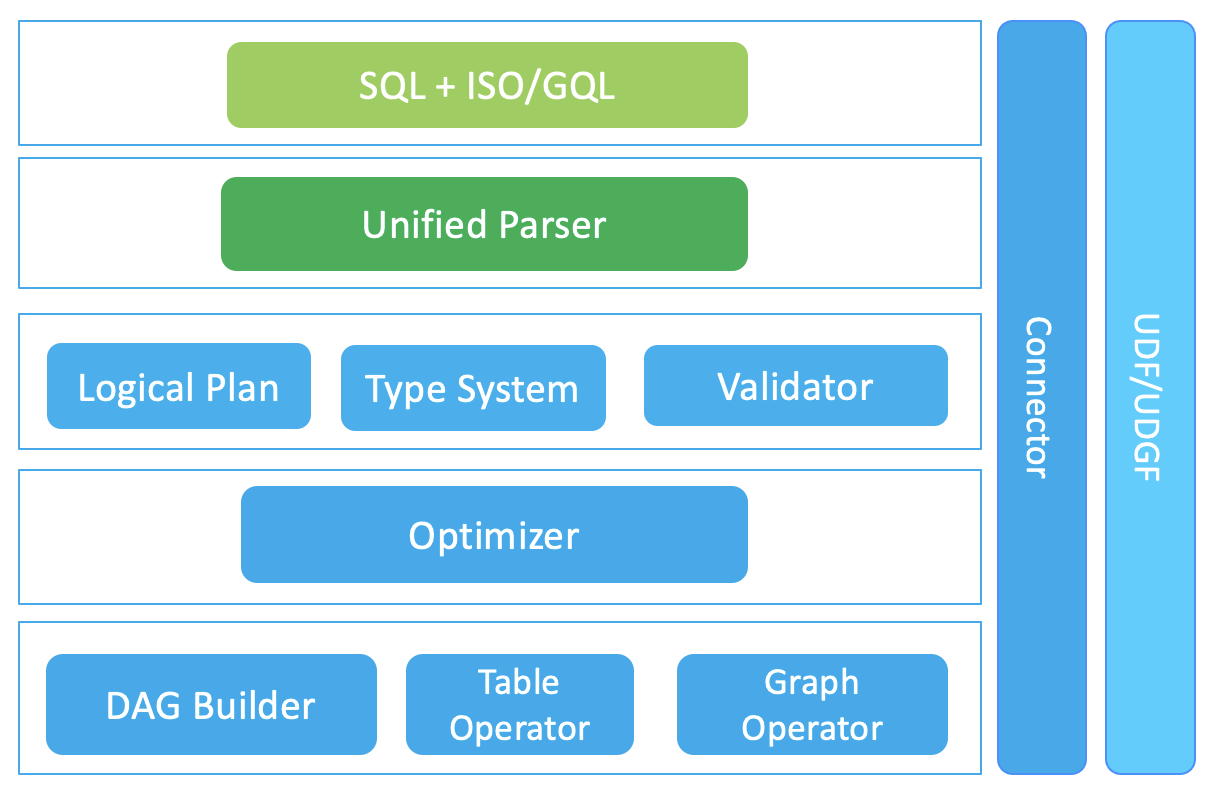 SQL + ISO/GQL
Unified Parser
Logical Plan
Type System
Validator
Optimizer
DAG Builder
Table
Operator
Graph
Operator
Connector
UDF/UDGF